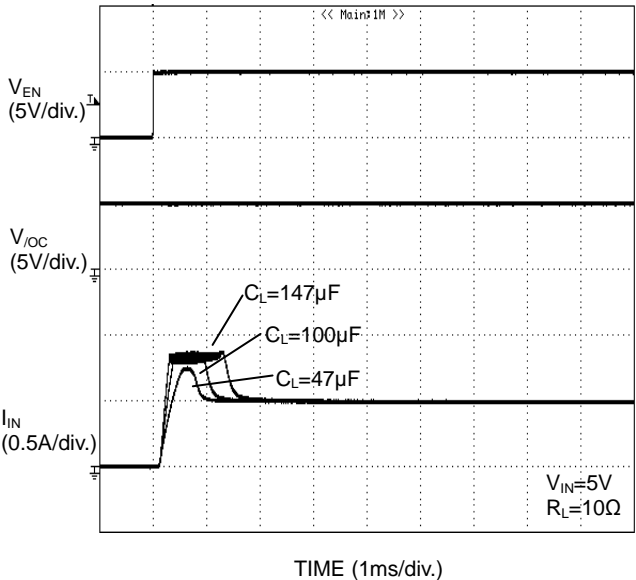 << Main:1M >>
V_EN
(5V/div.)
T
V_/OC
(5V/div.)
C_L=147µF
C_L=100µF
C_L=47µF
I_IN
(0.5A/div.)
V_IN=5V
R_L=10Ω
TIME (1ms/div.)